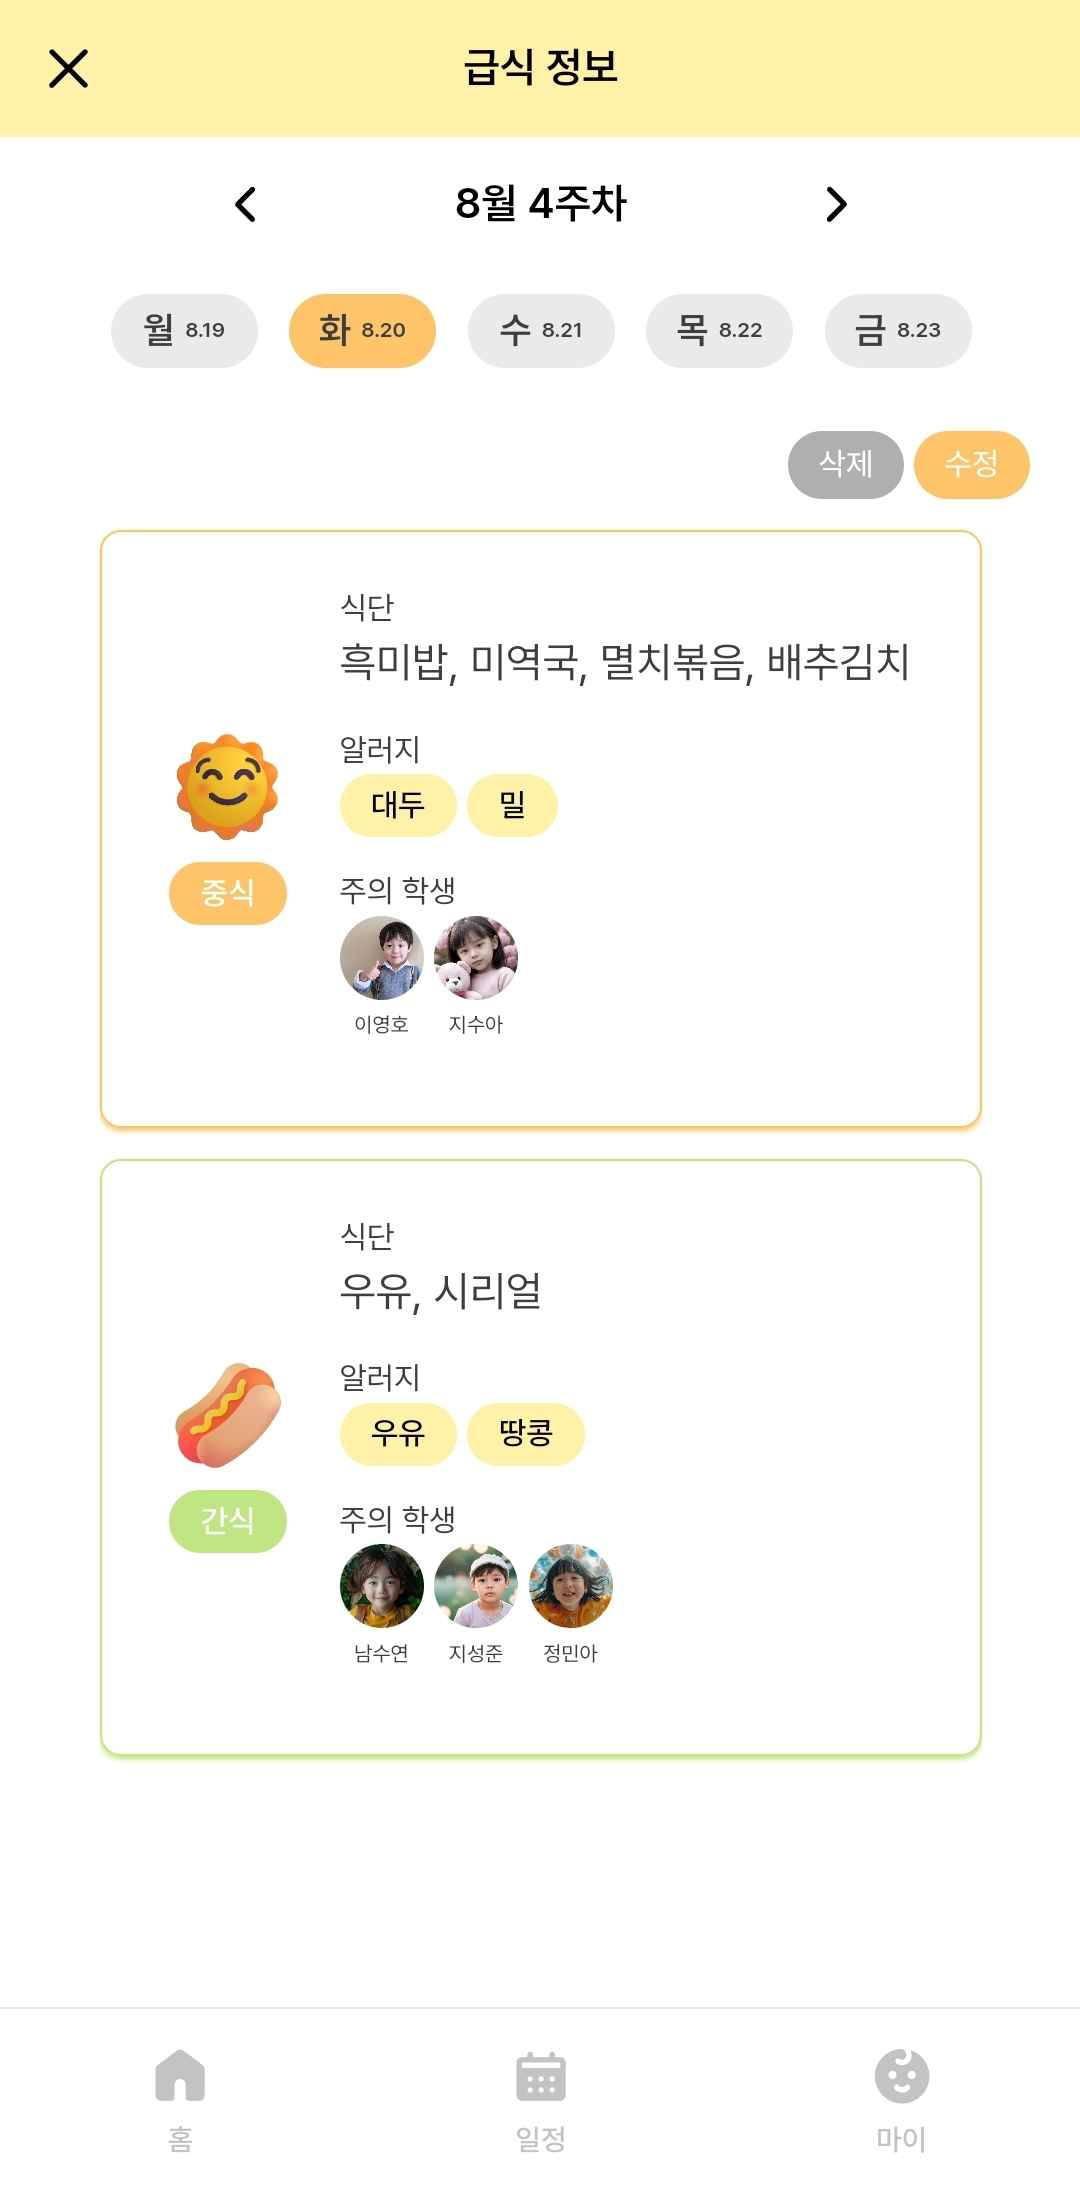 급식 정보
8월 4주차
월 8.19 화 8.20 수 8.21 목 8.22 금 8.23
삭제 수정
식단
흑미밥, 미역국, 멸치볶음, 배추김치
알러지
대두 밀
중식
주의 학생
이영호 지수아
식단
우유, 시리얼
알러지
우유 땅콩
간식
주의 학생
남수연 지성준 정민아
홈 일정 마이